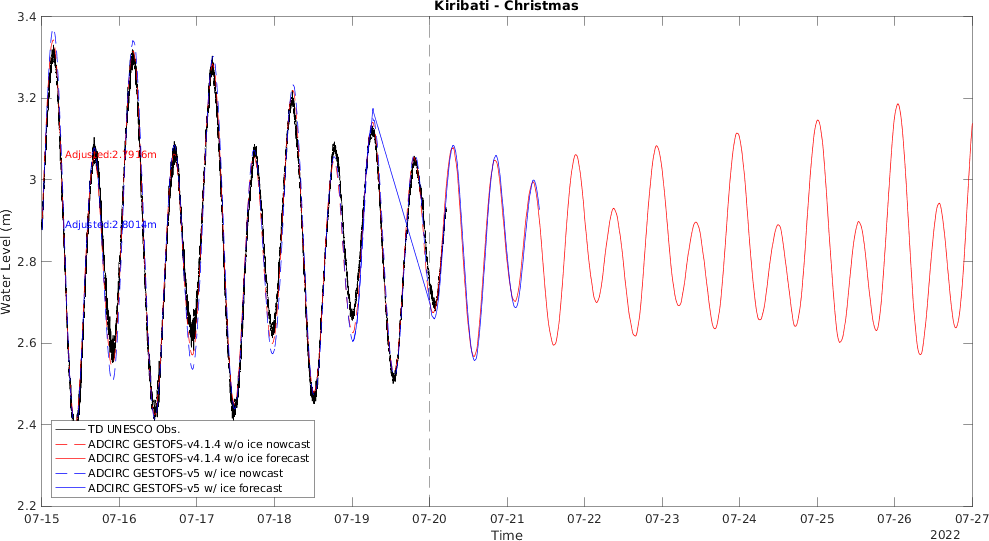 Kiribati - Christmas
3.4
3.2
3
2.8
2.6
2.4
2.2
Water Level (m)
Adjusted:2.7916m
Adjusted:2.8014m
TD UNESCO Obs.
ADCIRC GESTOFS-v4.1.4 w/o ice nowcast
ADCIRC GESTOFS-v4.1.4 w/o ice forecast
ADCIRC GESTOFS-v5 w/ ice nowcast
ADCIRC GESTOFS-v5 w/ ice forecast
07-15 07-16 07-17 07-18 07-19 07-20 07-21 07-22 07-23 07-24 07-25 07-26 07-27
Time
2022